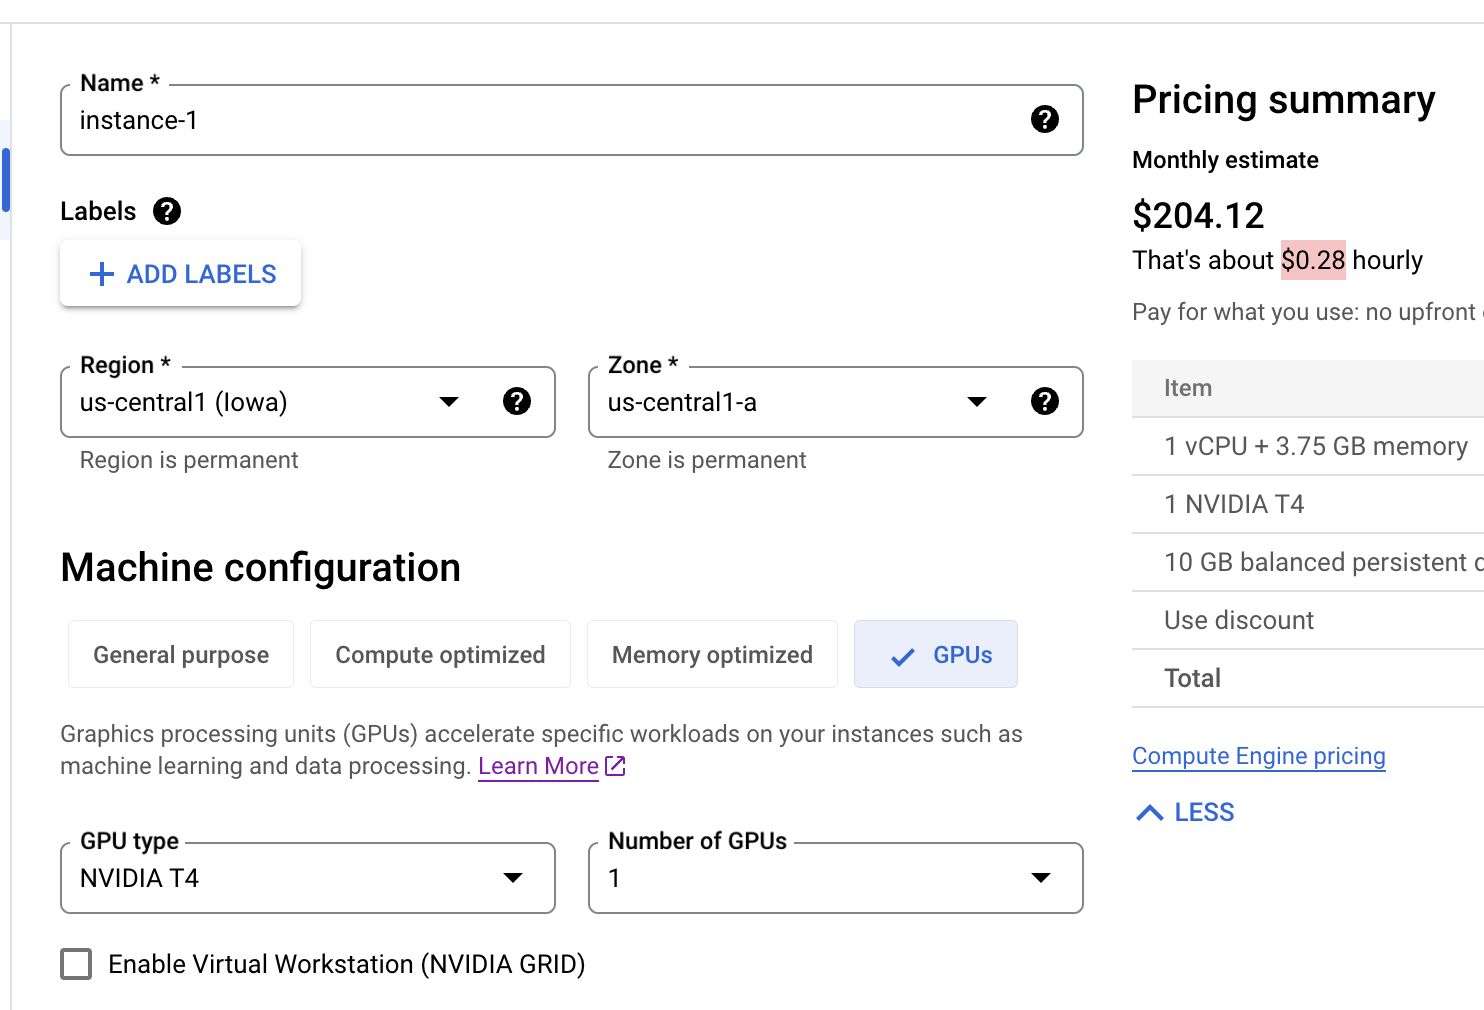 Name *
instance-1
Labels
ADD LABELS
Region *
us-central1 (Iowa)
Region is permanent
Zone *
us-central1-a
Zone is permanent
Machine configuration
General purpose
Compute optimized
Memory optimized
GPUs
Graphics processing units (GPUs) accelerate specific workloads on your instances such as
machine learning and data processing. Learn More
GPU type
NVIDIA T4
Number of GPUs
1
Enable Virtual Workstation (NVIDIA GRID)
Pricing summary
Monthly estimate
$204.12
That's about $0.28 hourly
Pay for what you use: no upfront
Item
1 vCPU + 3.75 GB memory
1 NVIDIA T4
10 GB balanced persistent
Use discount
Total
Compute Engine pricing
LESS